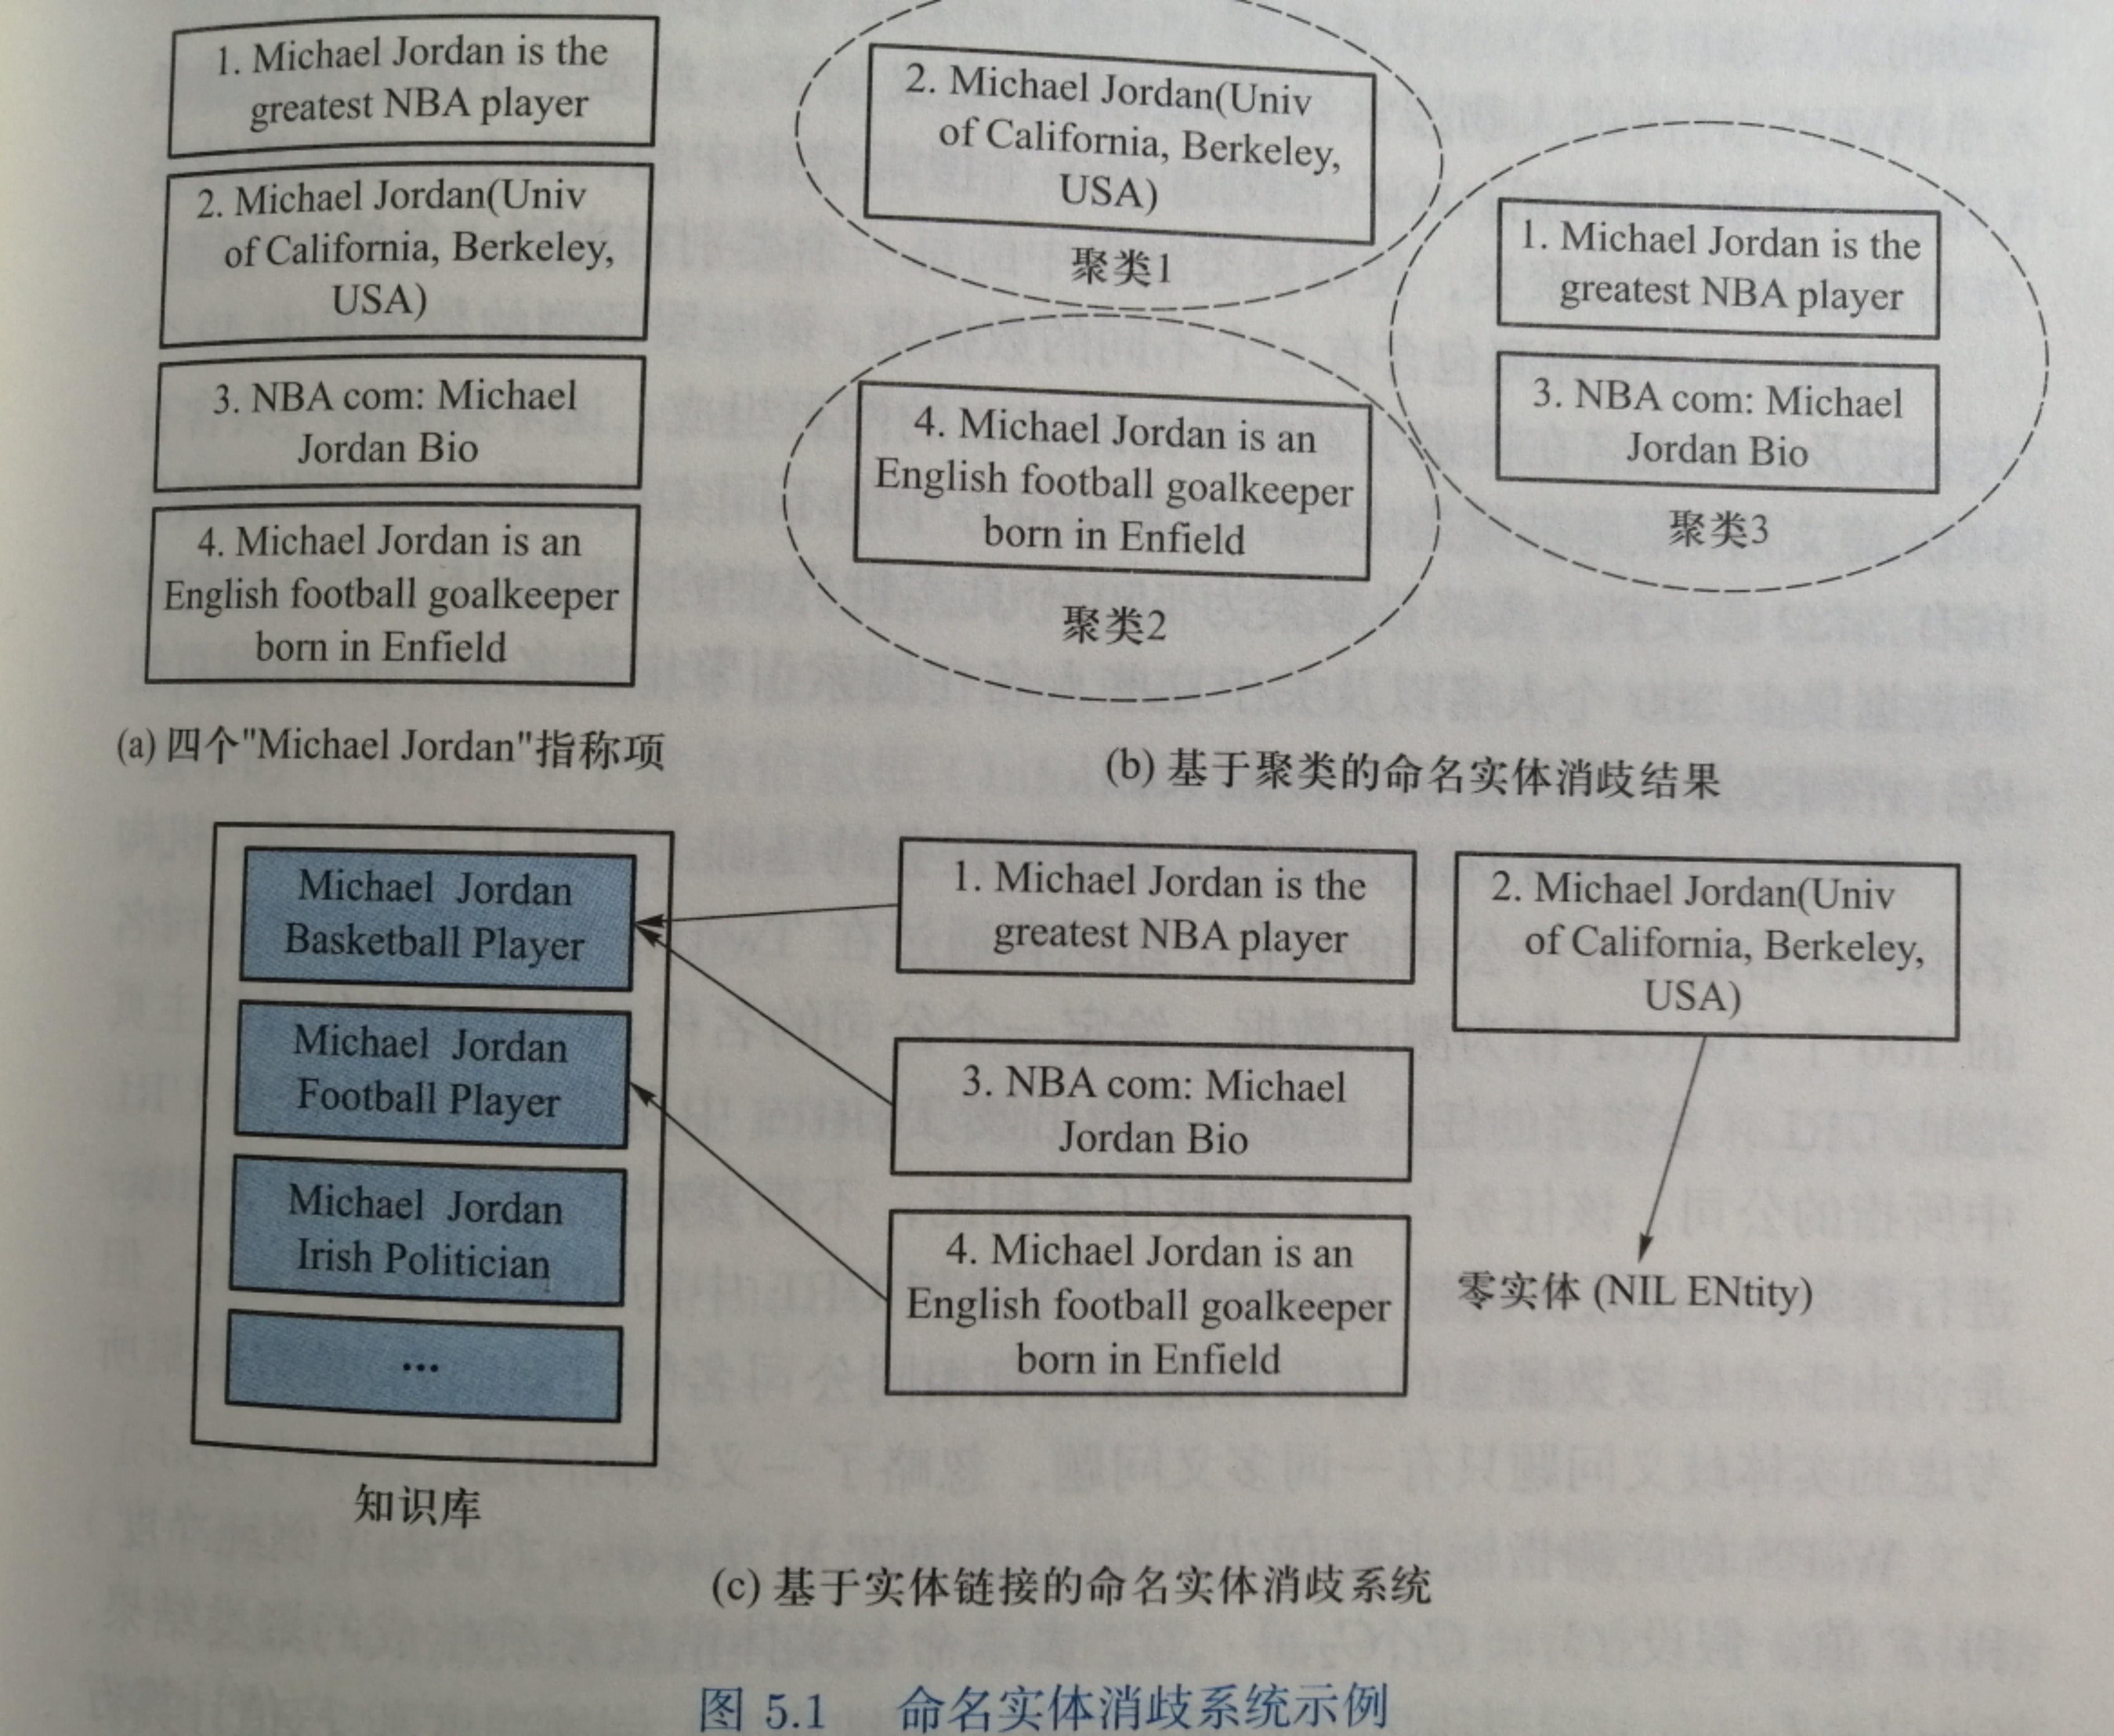 1. Michael Jordan is the
greatest NBA player
2. Michael Jordan(Univ
of California, Berkeley,
USA)
3. NBA com: Michael
Jordan Bio
4. Michael Jordan is an
English football goalkeeper
born in Enfield
(a) 四个"Michael Jordan"指称项
2. Michael Jordan(Univ
of California, Berkeley,
USA)
聚类1
4. Michael Jordan is an
English football goalkeeper
born in Enfield
聚类2
1. Michael Jordan is the
greatest NBA player
3. NBA com: Michael
Jordan Bio
聚类3
(b) 基于聚类的命名实体消歧结果
Michael Jordan
Basketball Player
Michael Jordan
Football Player
Michael Jordan
Irish Politician
...
知识库
1. Michael Jordan is the
greatest NBA player
3. NBA com: Michael
Jordan Bio
4. Michael Jordan is an
English football goalkeeper
born in Enfield
2. Michael Jordan(Univ
of California, Berkeley,
USA)
零实体 (NIL ENtity)
(c) 基于实体链接的命名实体消歧系统
图 5.1 命名实体消歧系统示例